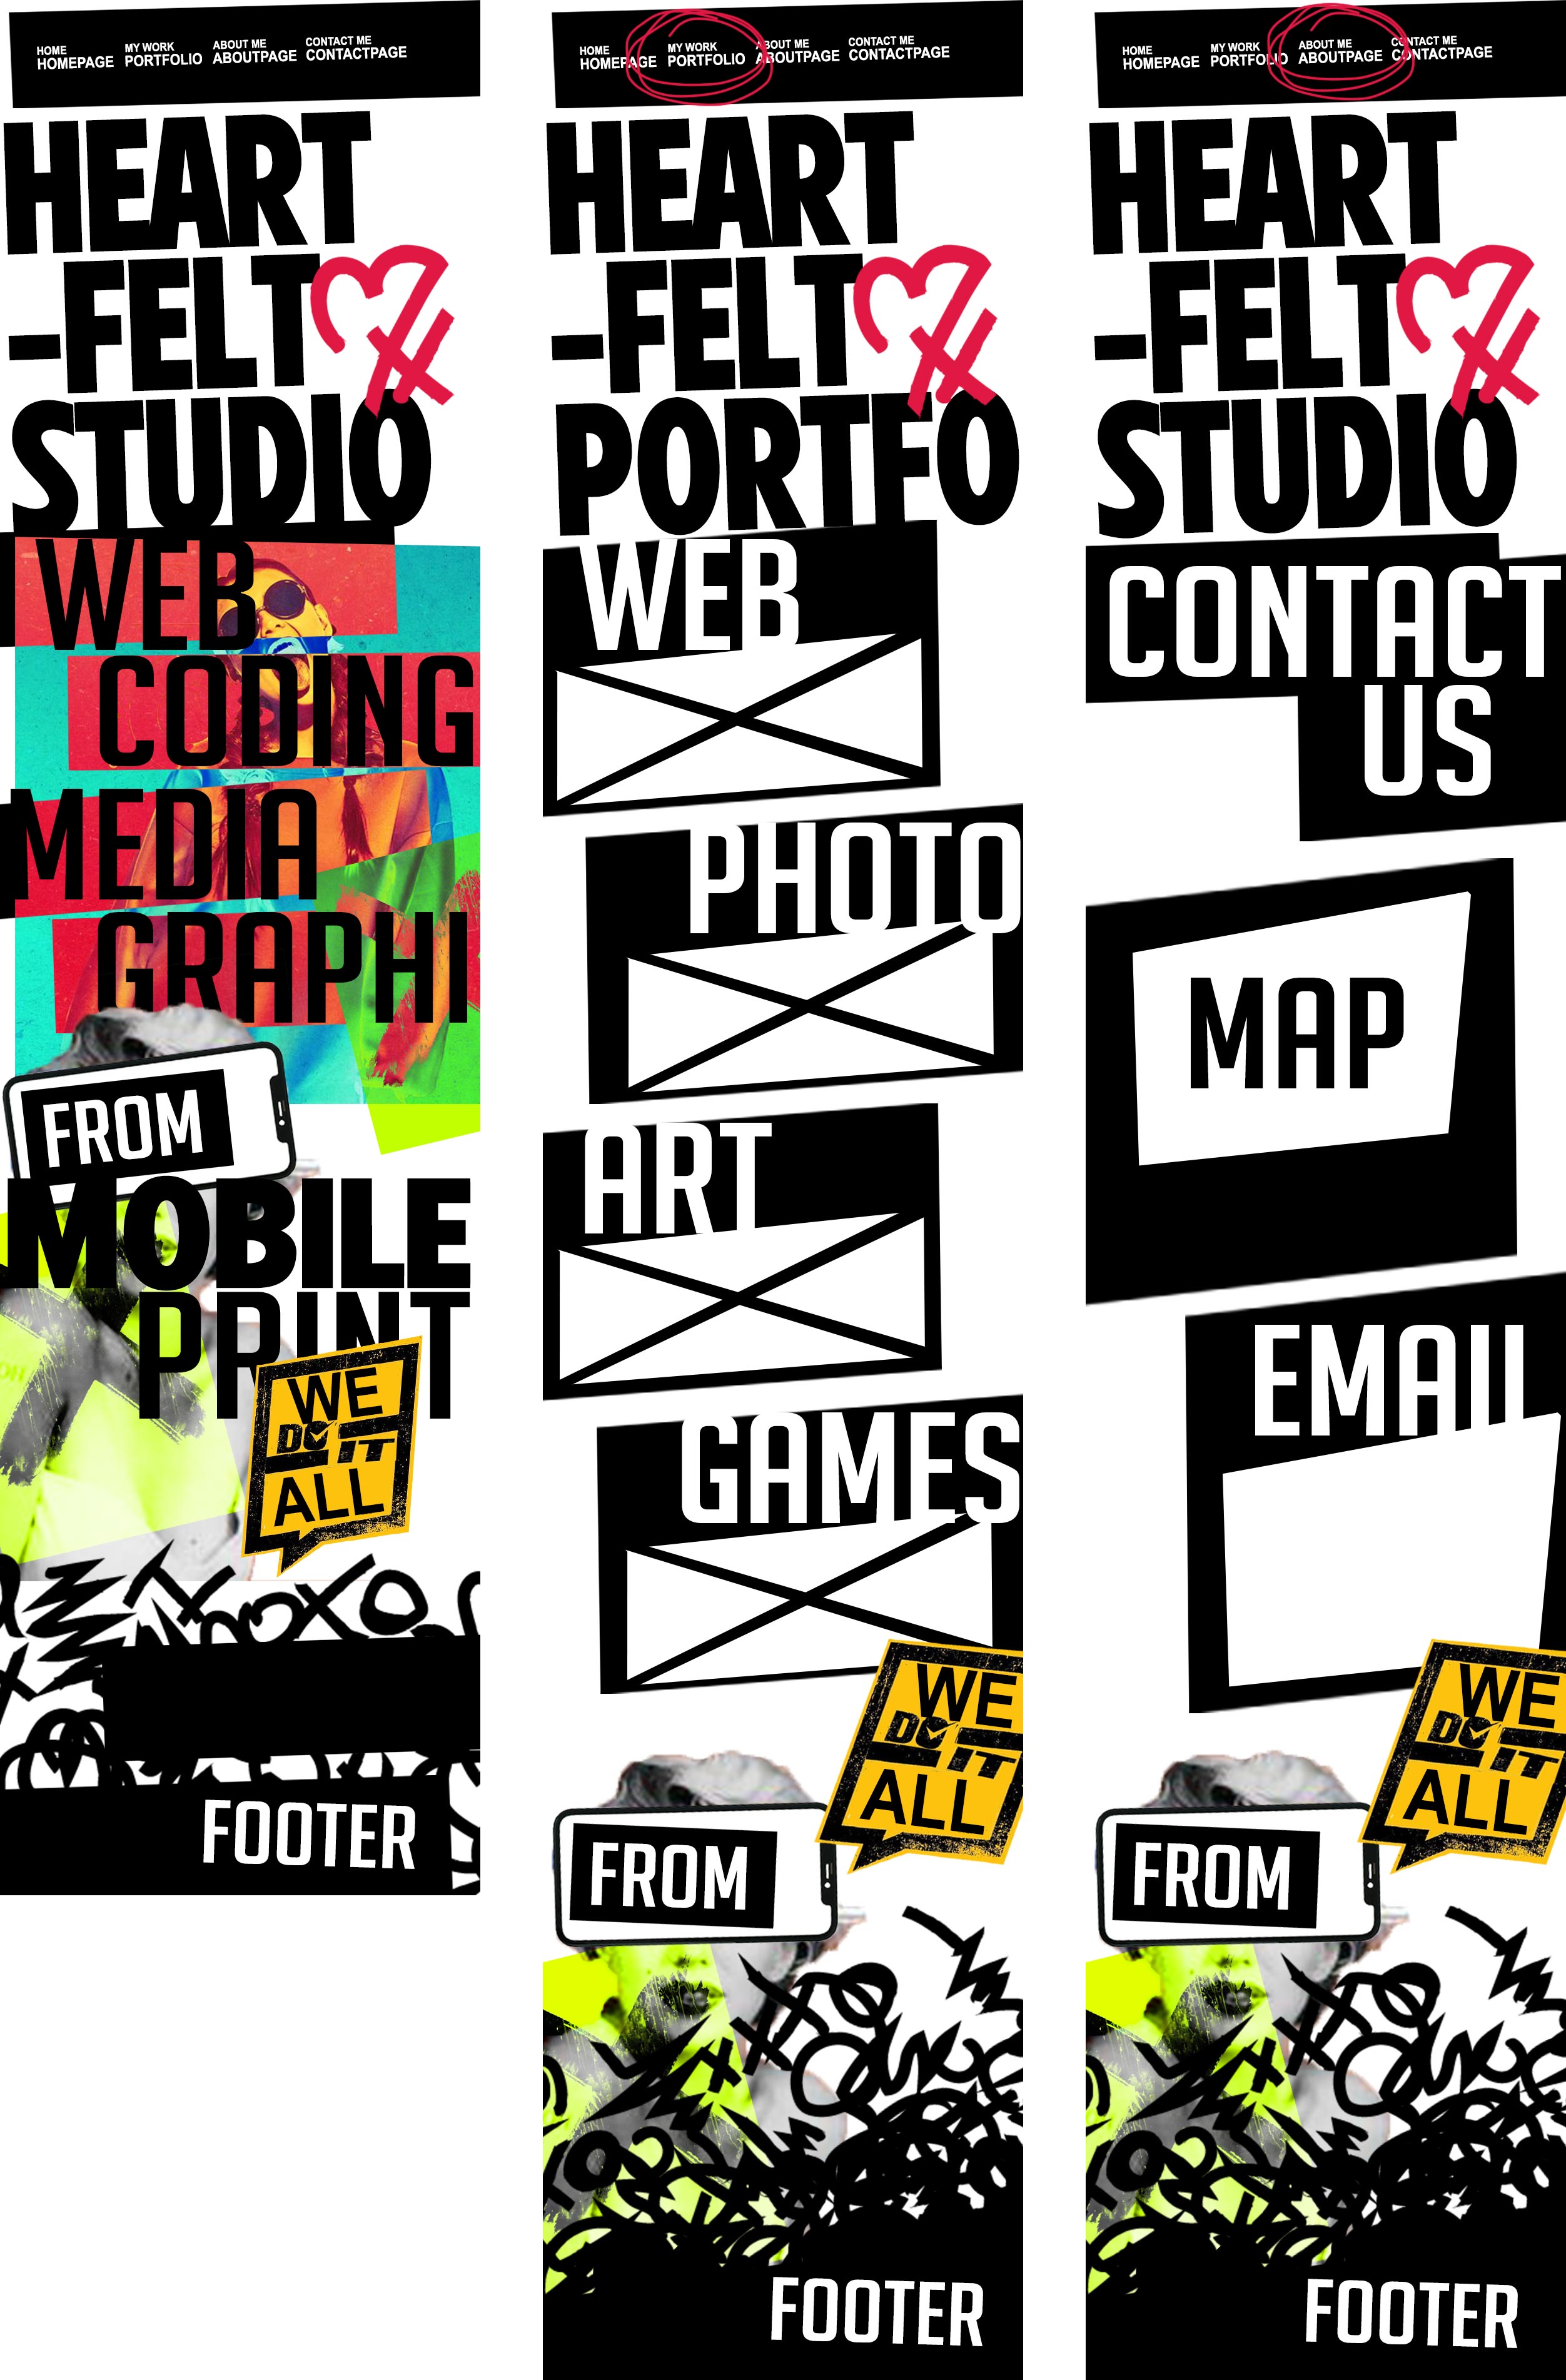 HOME
HOMEPAGE
MY WORK
PORTFOLIO
ABOUT ME
ABOUTPAGE
CONTACT ME
CONTACTPAGE
HEART
-FELT
STUDIO
WEB
CODING
MEDIA
GRAPHI
FROM
MOBILE
PRINT
WE
DO IT
ALL
FOOTER
HOME
HOMEPAGE
MY WORK
PORTFOLIO
ABOUT ME
ABOUTPAGE
CONTACT ME
CONTACTPAGE
HEART
-FELT
PORTFO
WEB
PHOTO
ART
GAMES
WE
DO IT
ALL
FROM
FOOTER
HOME
HOMEPAGE
MY WORK
PORTFOLIO
ABOUT ME
ABOUTPAGE
CONTACT ME
CONTACTPAGE
HEART
-FELT
STUDIO
CONTACT
US
MAP
EMAIL
WE
DO IT
ALL
FROM
FOOTER